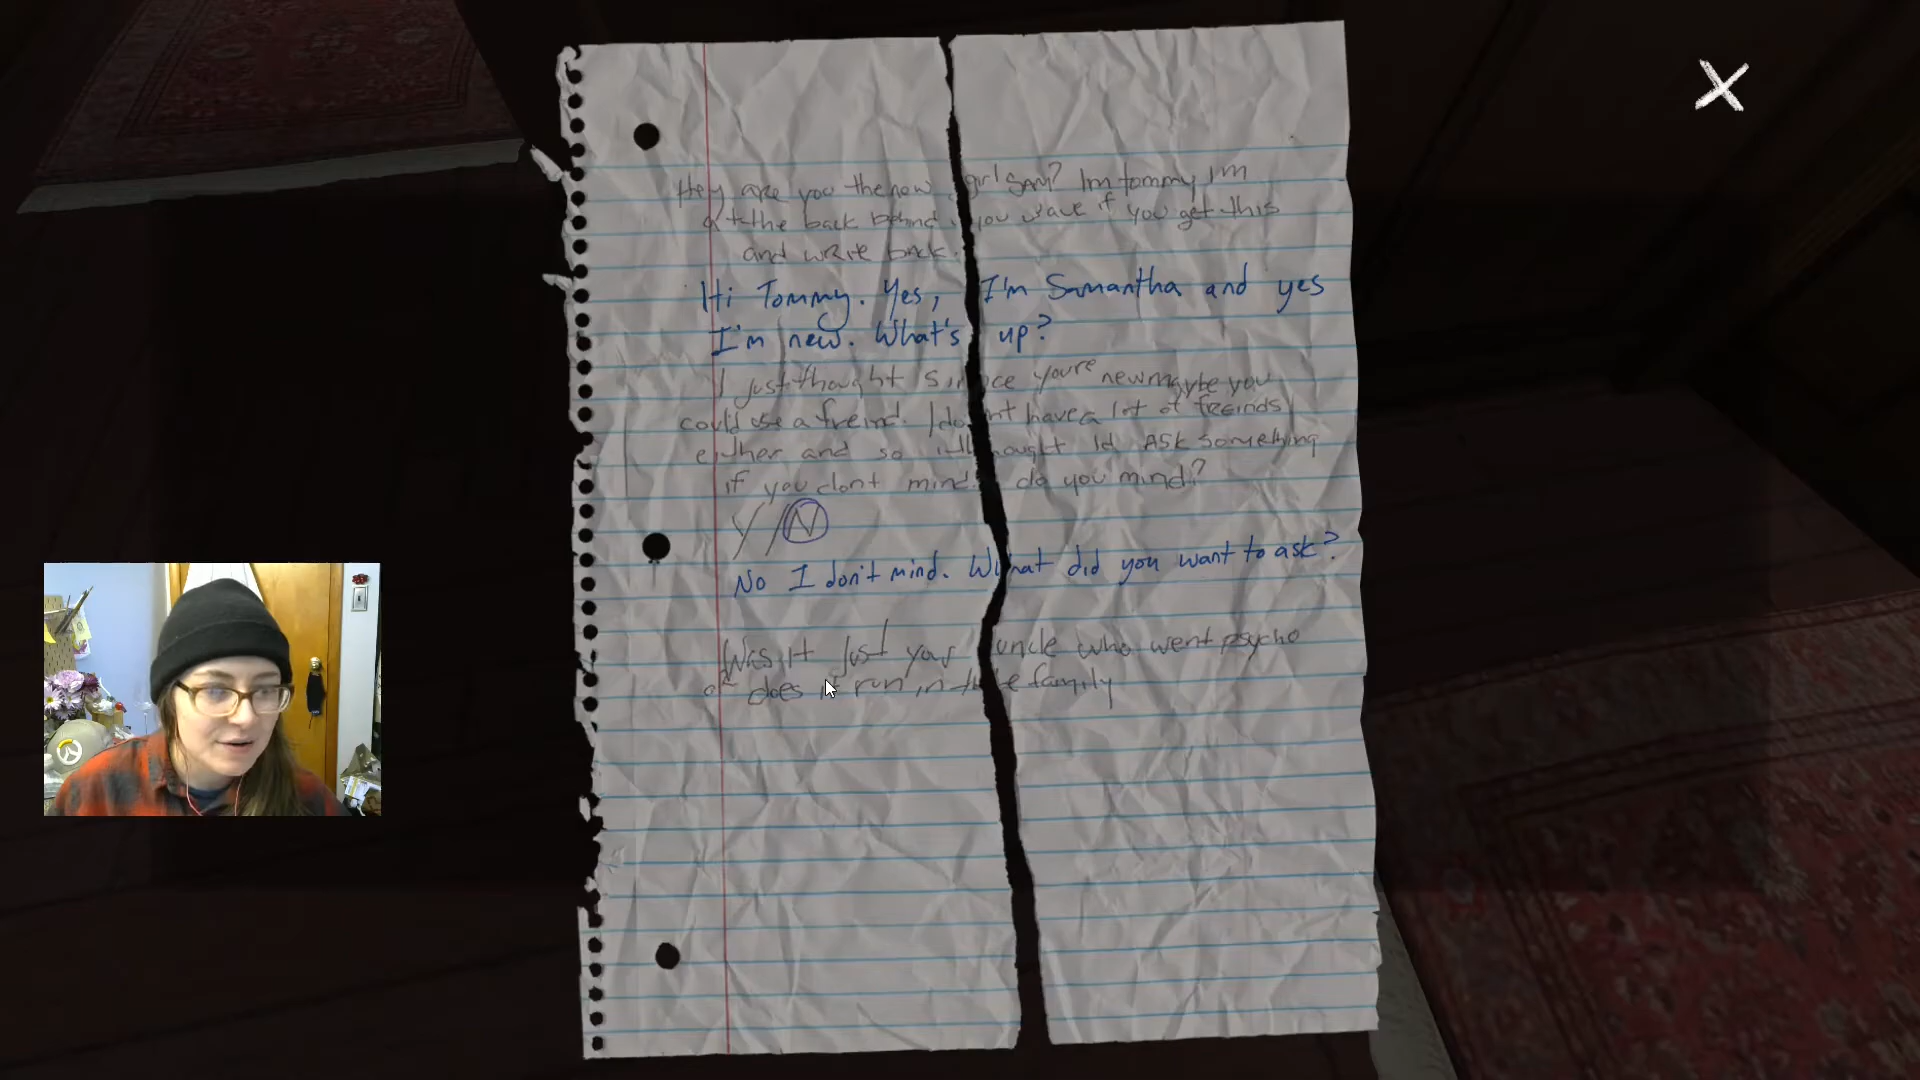 Hey are you the new girl Sam? Im tommy im
at the back behind you wave if you get this
and write back.
Hi Tommy. Yes, I'm Samantha and yes
I'm new. What's up?
I just thought since youre new maybe you
could use a freind. I dont have a lot of freinds
either and so i thought Id ASK something
if you dont mind. do you mind?
Y/N
No I don't mind. What did you want to ask?
Was it just your uncle who went psycho
or does it run in the family